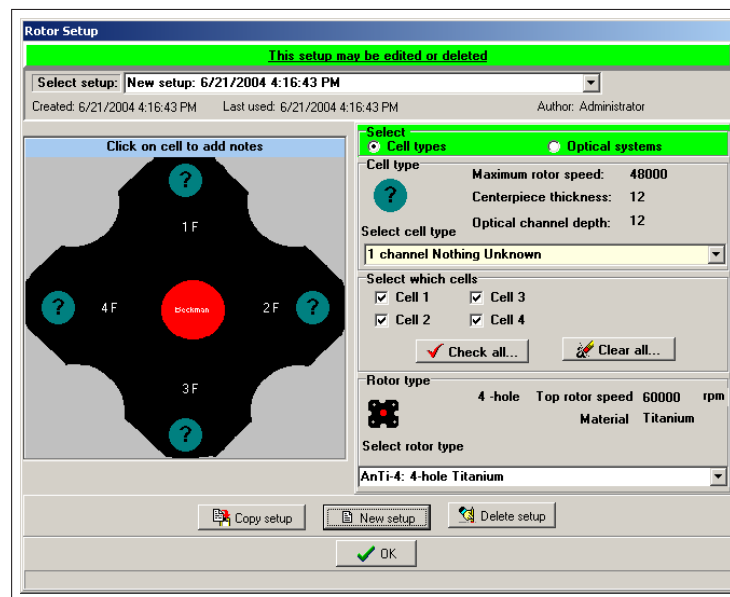 Rotor Setup
This setup may be edited or deleted
Select setup: New setup: 6/21/2004 4:16:43 PM
Created: 6/21/2004 4:16:43 PM Last used: 6/21/2004 4:16:43 PM Author: Administrator
Click on cell to add notes
?
1 F
? 4 F Beckman 2 F ?
3 F
?
Select
Cell types Optical systems
Cell type
?
Maximum rotor speed: 48000
Centerpiece thickness: 12
Optical channel depth: 12
Select cell type
1 channel Nothing Unknown
Select which cells
Cell 1 Cell 3
Cell 2 Cell 4
Check all... Clear all...
Rotor type
4 -hole Top rotor speed 60000 rpm
Material Titanium
Select rotor type
AnTi-4: 4-hole Titanium
Copy setup New setup Delete setup
OK